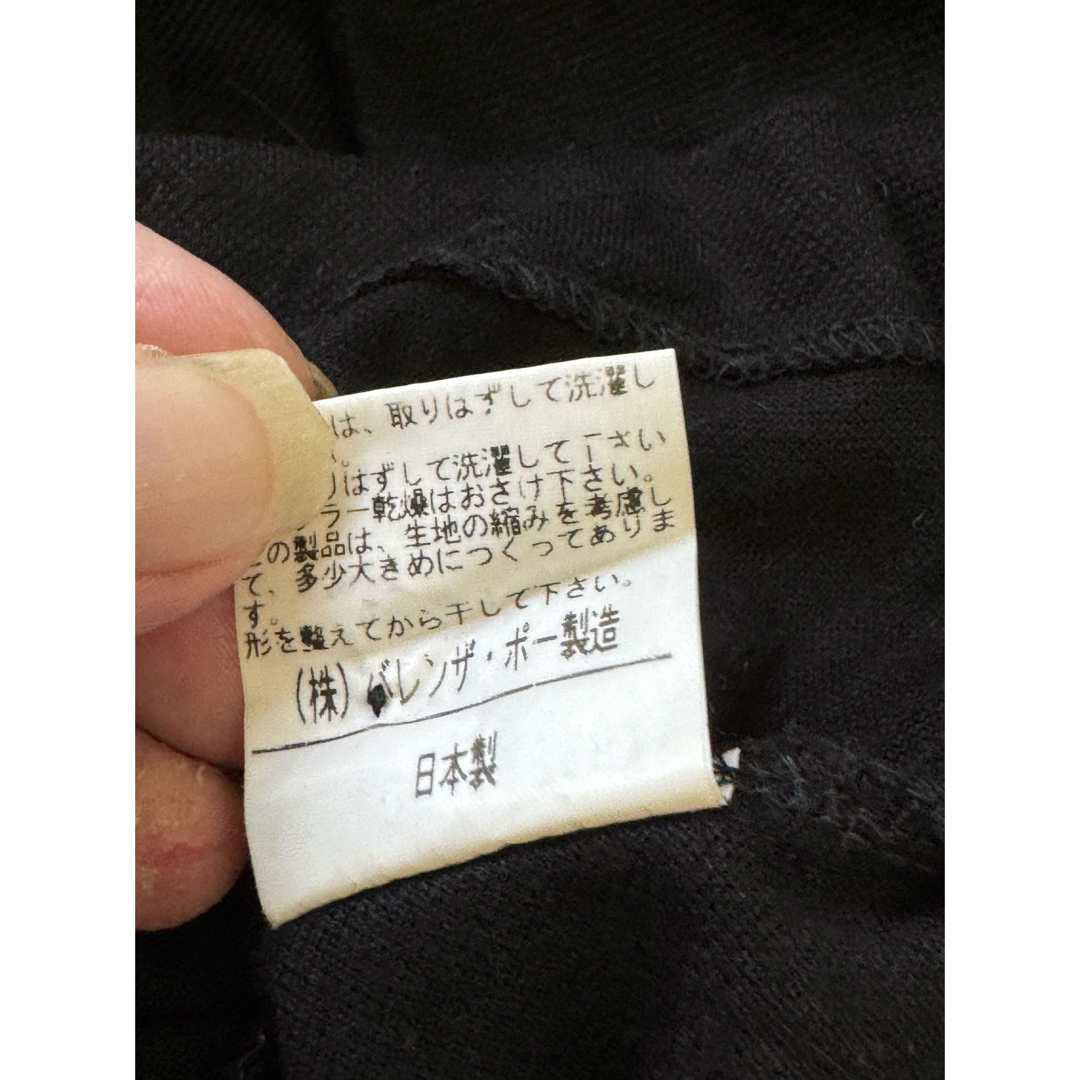 は、取りはずして洗濯し
。
はずして洗濯して下さい
ラー乾燥はおさけ下さい。
の製品は、生地の縮みを考慮し
て、多少大きめにつくってありま
す。
形を整えてから干して下さい。
(株)バレンザ・ポー製造
日本製